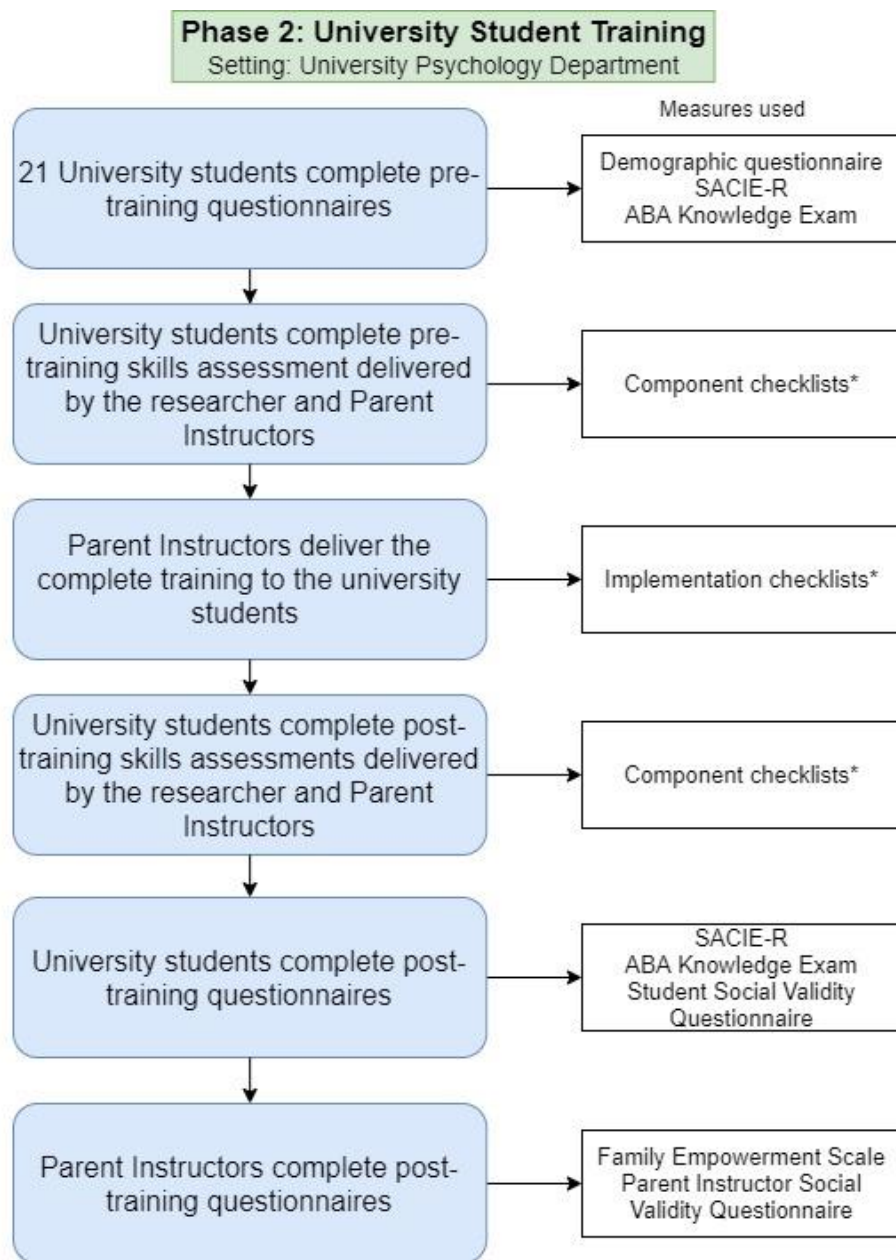 Phase 2: University Student Training
Setting: University Psychology Department
Measures used
21 University students complete pre-
training questionnaires
Demographic questionnaire
SACIE-R
ABA Knowledge Exam
University students complete pre-
training skills assessment delivered
by the researcher and Parent
Instructors
Component checklists*
Parent Instructors deliver the
complete training to the university
students
Implementation checklists*
University students complete post-
training skills assessments delivered
by the researcher and Parent
Instructors
Component checklists*
University students complete post-
training questionnaires
SACIE-R
ABA Knowledge Exam
Student Social Validity
Questionnaire
Parent Instructors complete post-
training questionnaires
Family Empowerment Scale
Parent Instructor Social
Validity Questionnaire